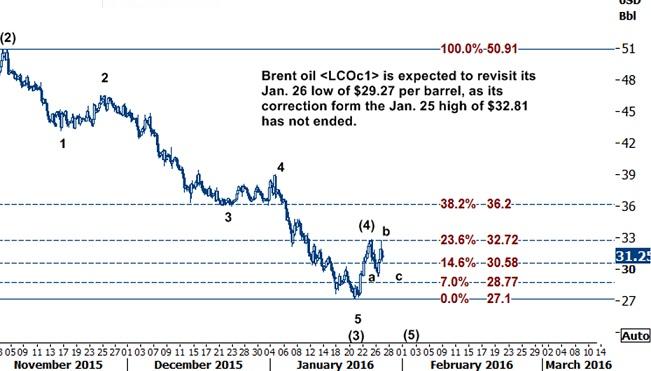 USD
Bbl
(2)
100.0% 50.91
51
48
45
42
39
36
33
31.25
30
27
Auto
Brent oil <LCOc1> is expected to revisit its
Jan. 26 low of $29.27 per barrel, as its
correction form the Jan. 25 high of $32.81
has not ended.
2
1
4
3
38.2% 36.2
(4)
b
23.6% 32.72
14.6% 30.58
a
c
7.0% 28.77
0.0% 27.1
5
(3)
(5)
3 05 09 11 13 17 19 23 25 27 01 03 07 09 11 15 17 21 23 25 29 04 06 08 12 14 18 20 22 26 28 01 03 05 09 11 15 17 19 23 25 29 02 04 08 10 14
November 2015
December 2015
January 2016
February 2016
March 2016